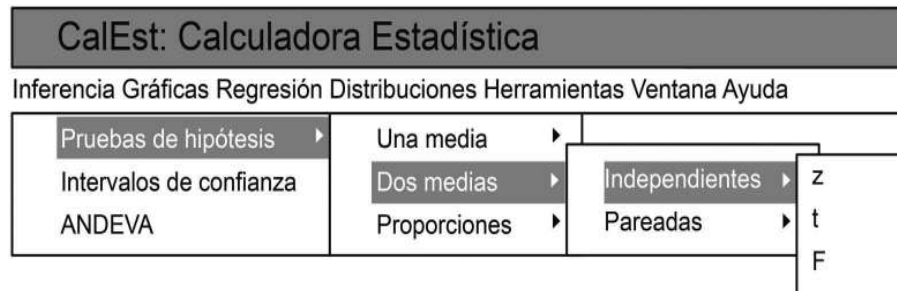 CalEst: Calculadora Estadística
Inferencia Gráficas Regresión Distribuciones Herramientas Ventana Ayuda
Pruebas de hipótesis
Intervalos de confianza
ANDEVA
Una media
Dos medias
Proporciones
Independientes
Pareadas
z
t
F